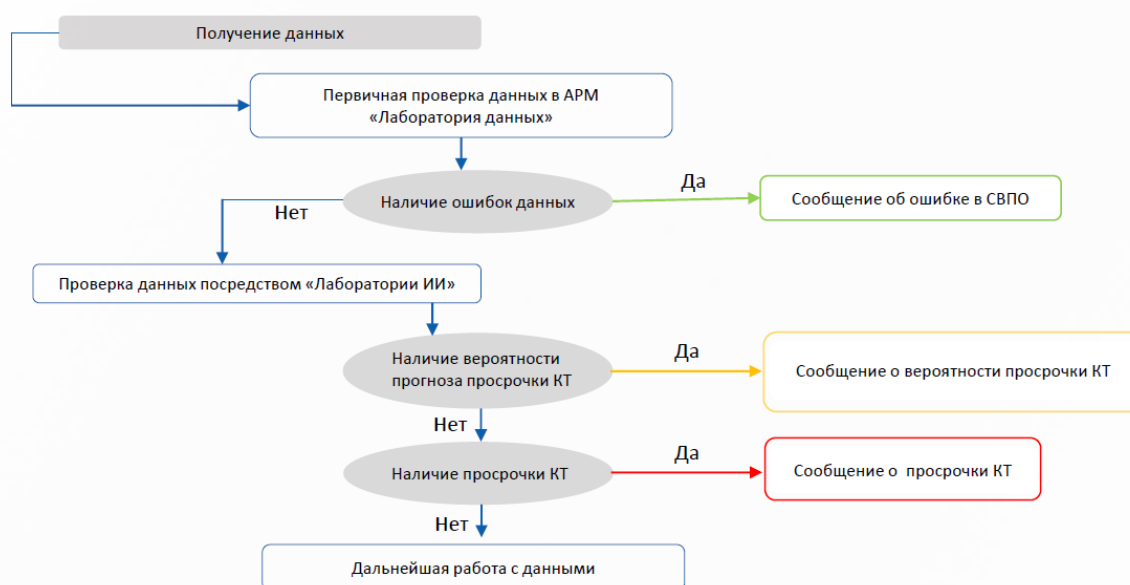 Получение данных
Первичная проверка данных в АРМ
«Лаборатория данных»
Наличие ошибок данных
Да
Сообщение об ошибке в СВПО
Нет
Проверка данных посредством «Лаборатории ИИ»
Наличие вероятности
прогноза просрочки КТ
Да
Сообщение о вероятности просрочки КТ
Нет
Наличие просрочки КТ
Да
Сообщение о просрочки КТ
Нет
Дальнейшая работа с данными